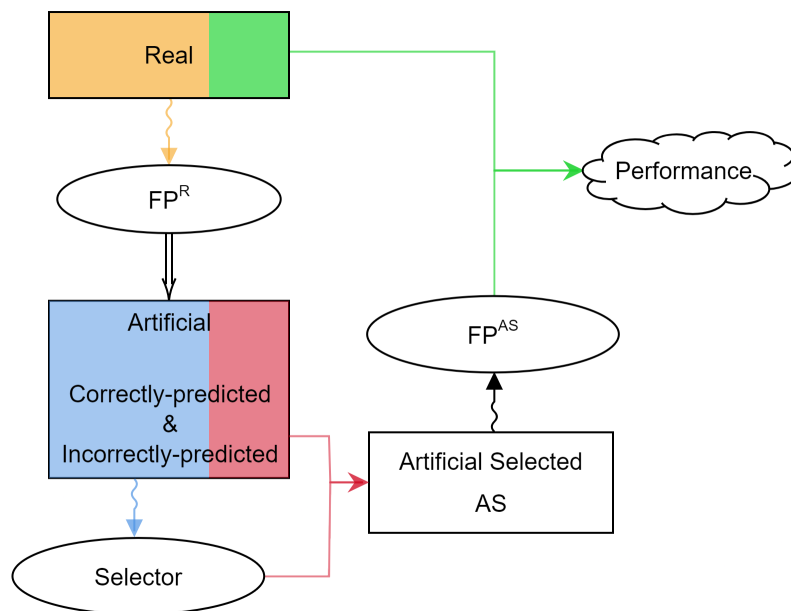 Real
Performance
FP^R
Artificial
FP^AS
Correctly-predicted
&
Incorrectly-predicted
Artificial Selected
AS
Selector